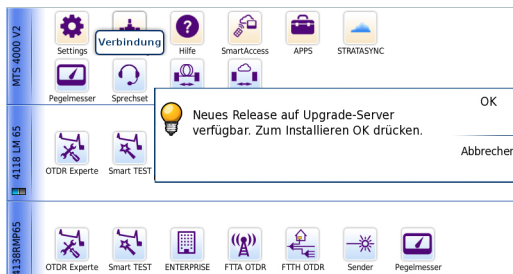 MTS 4000 V2
Settings
Verbindung
Hilfe
SmartAccess
APPS
STRATASYNC
Pegelmesser
Sprechset
Neues Release auf Upgrade-Server
verfügbar. Zum Installieren OK drücken.
OK
Abbrechen
4118 LM 65
OTDR Experte
Smart TEST
4138RMP65
OTDR Experte
Smart TEST
ENTERPRISE
FTTA OTDR
FTTH OTDR
Sender
Pegelmesser